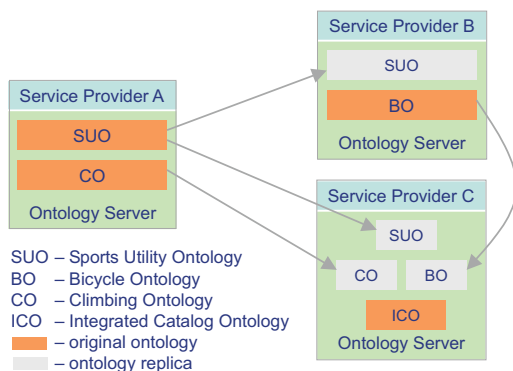 Service Provider A
SUO
CO
Ontology Server
Service Provider B
SUO
BO
Ontology Server
Service Provider C
SUO
CO BO
ICO
Ontology Server
SUO – Sports Utility Ontology
BO – Bicycle Ontology
CO – Climbing Ontology
ICO – Integrated Catalog Ontology
– original ontology
– ontology replica